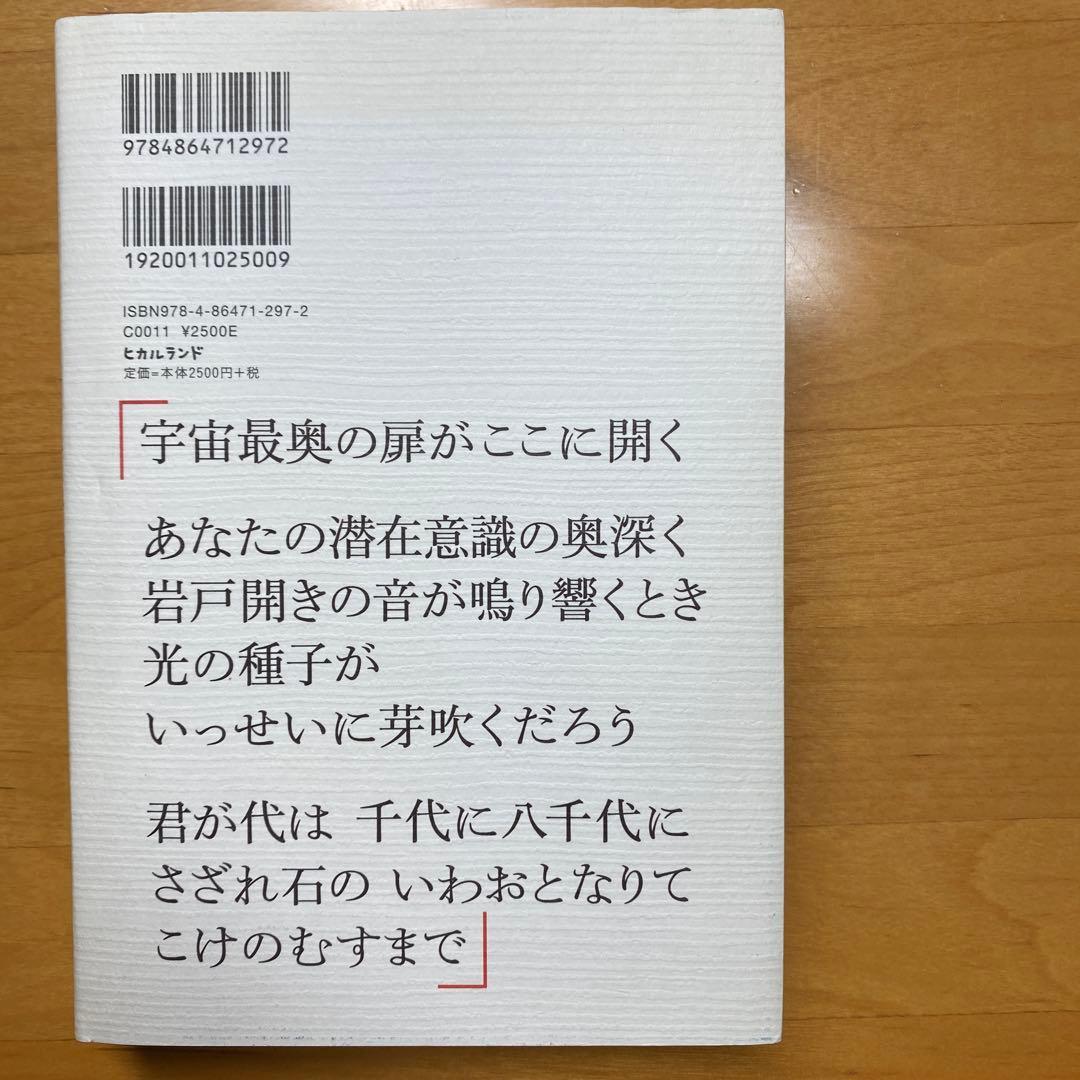 9784864712972
1920011025009
ISBN978-4-86471-297-2
C0011 ¥2500E
ヒカルランド
定価=本体2500円+税
「宇宙最奥の扉がここに開く
あなたの潜在意識の奥深く
岩戸開きの音が鳴り響くとき
光の種子が
いっせいに芽吹くだろう
君が代は 千代に八千代に
さざれ石の いわおとなりて
こけのむすまで」